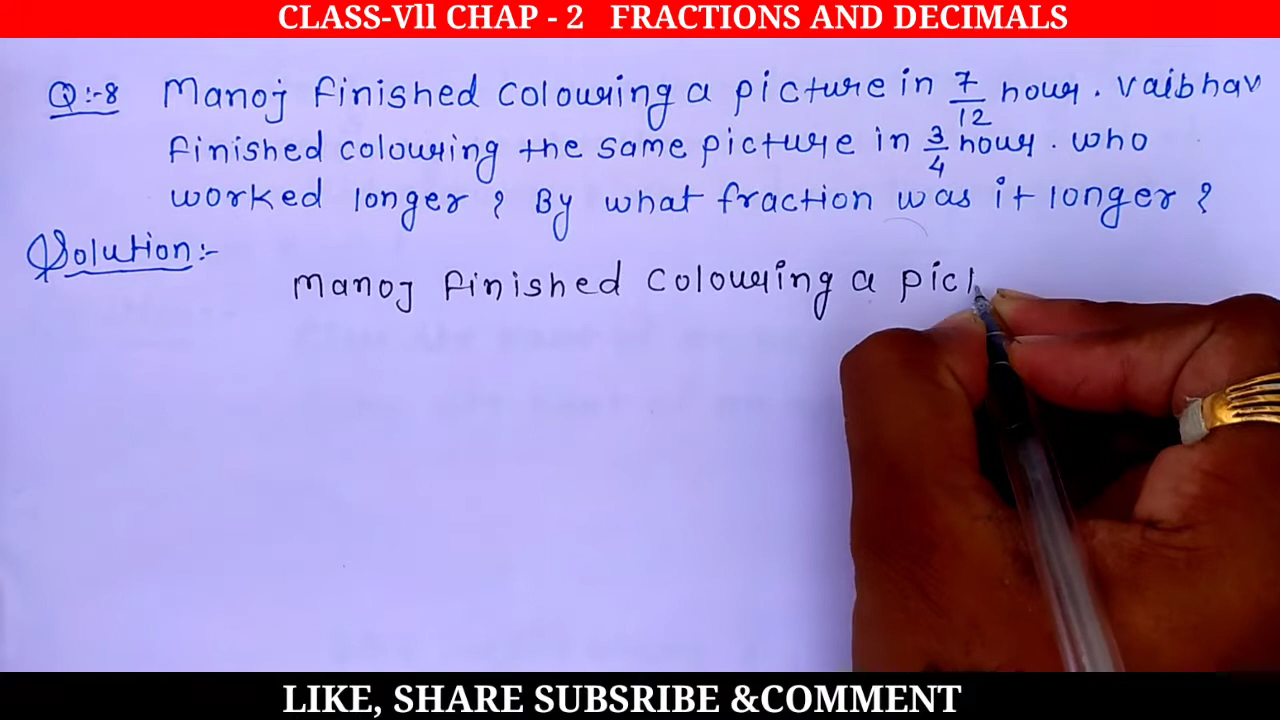 CLASS-Vll CHAP - 2 FRACTIONS AND DECIMALS
Q:-8 Manoj finished colouring a picture in 7/12 hour. Vaibhav
finished colouring the same picture in 3/4 hour. who
worked longer ? By what fraction was it longer ?
Solution:-
Manoj finished colouring a pict
LIKE, SHARE SUBSRIBE &COMMENT